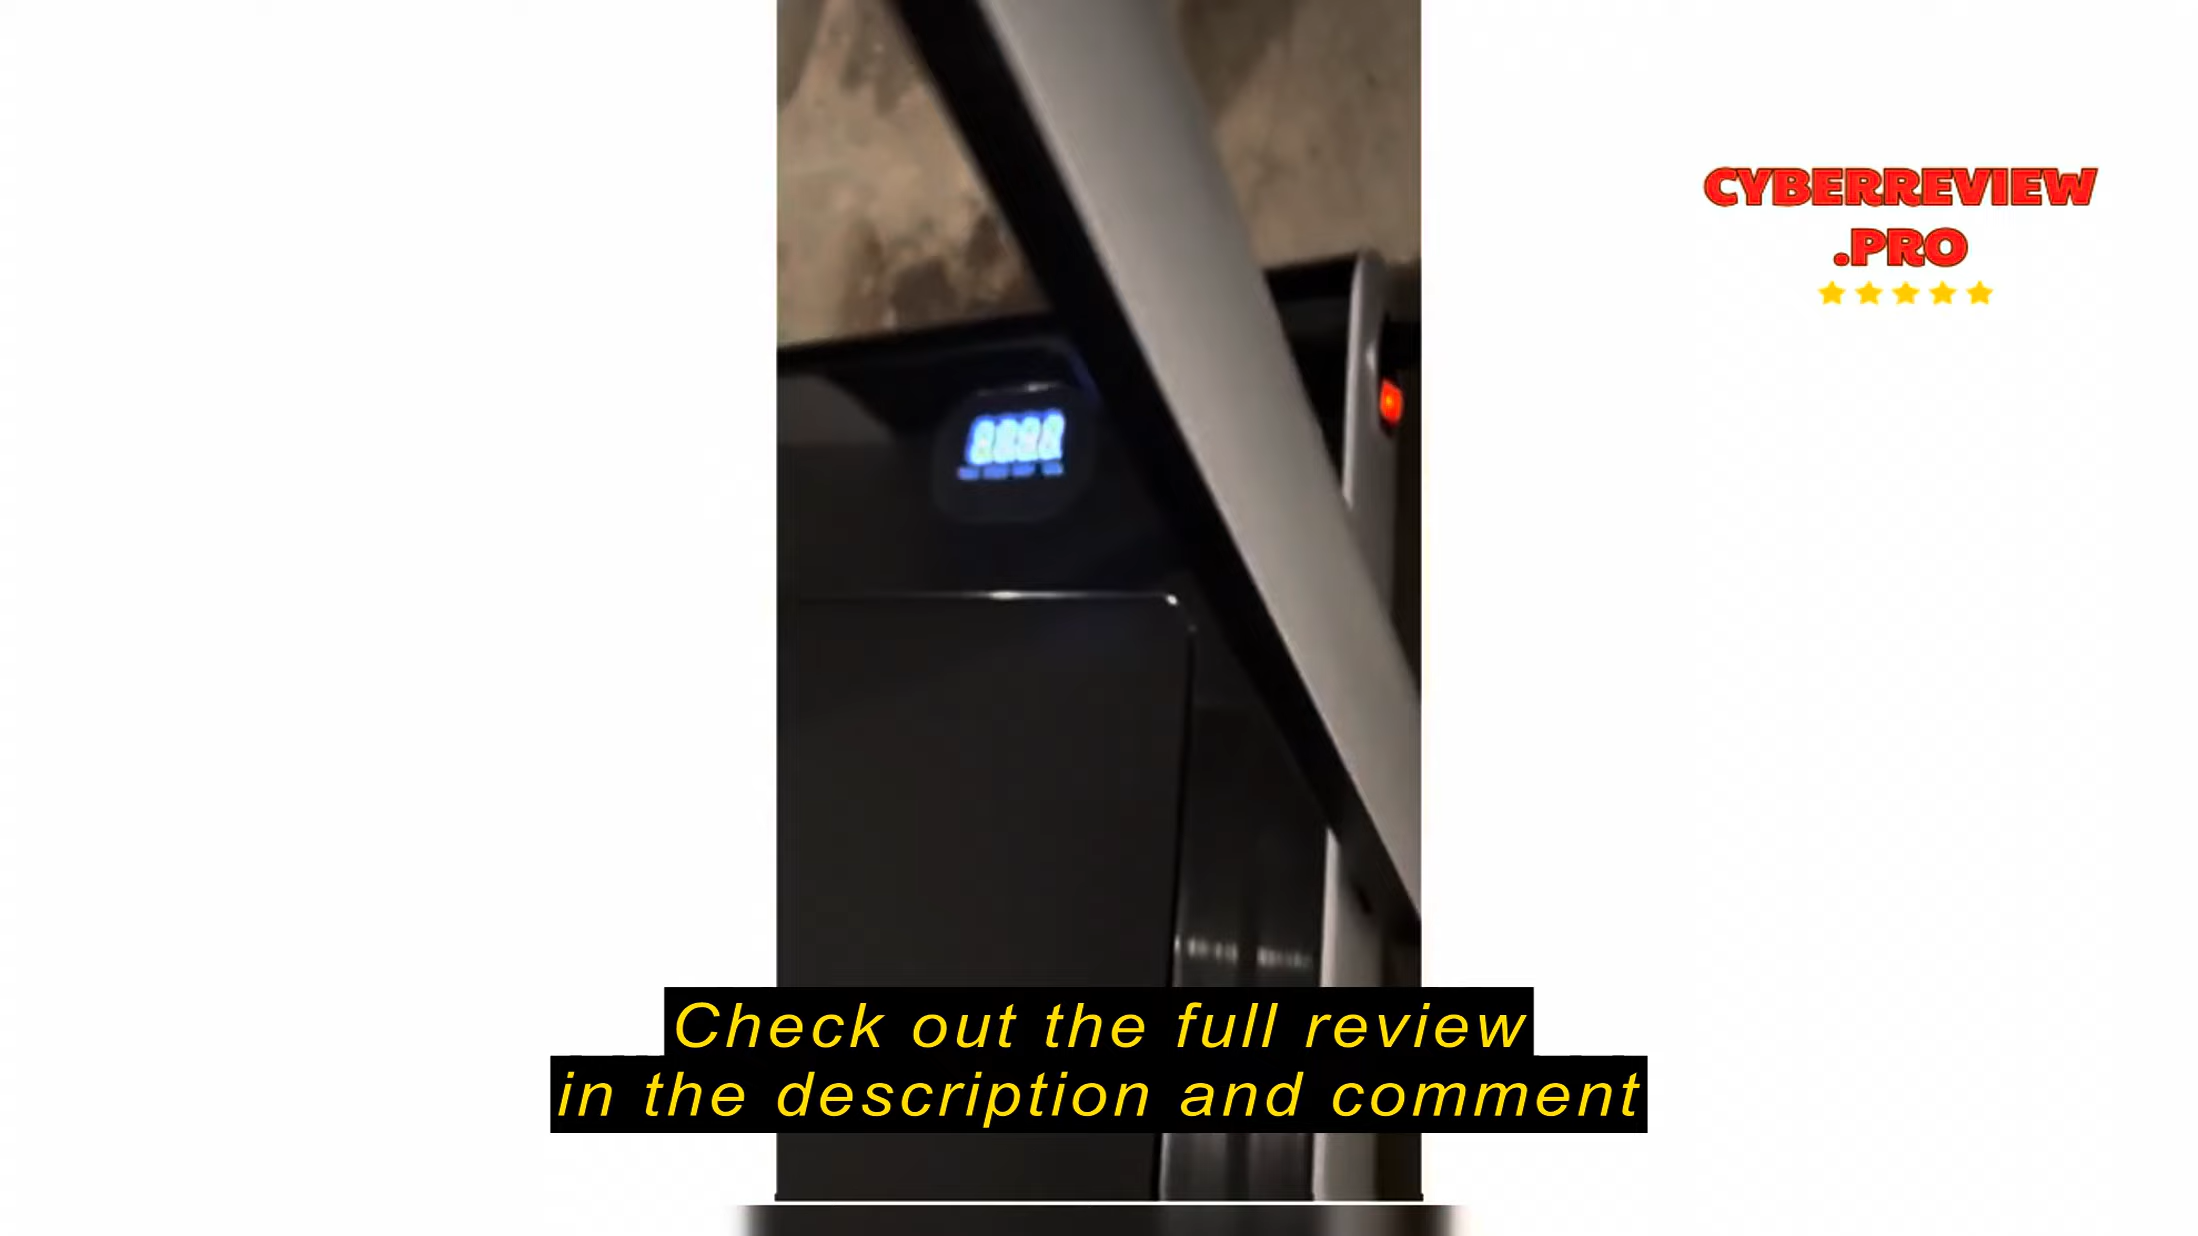 CYBERREVIEW
.PRO
Check out the full review
in the description and comment